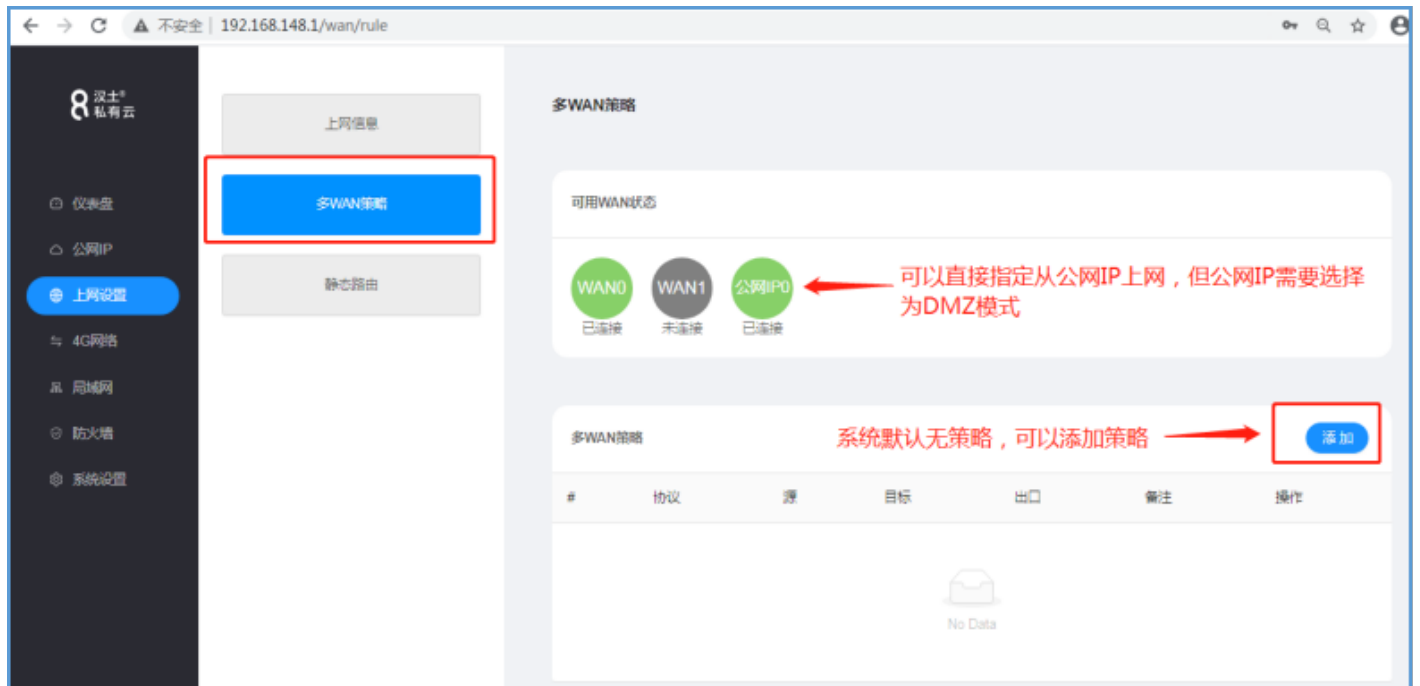 不安全 | 192.168.148.1/wan/rule
汉士®
私有云
仪表盘
公网IP
上网设置
4G网络
局域网
防火墙
系统设置
上网信息
多WAN策略
静态路由
多WAN策略
可用WAN状态
WAN0 WAN1 公网IP0
已连接 未连接 已连接
可以直接指定从公网IP上网，但公网IP需要选择
为DMZ模式
多WAN策略
系统默认无策略，可以添加策略
添加
# 协议 源 目标 出口 备注 操作
No Data